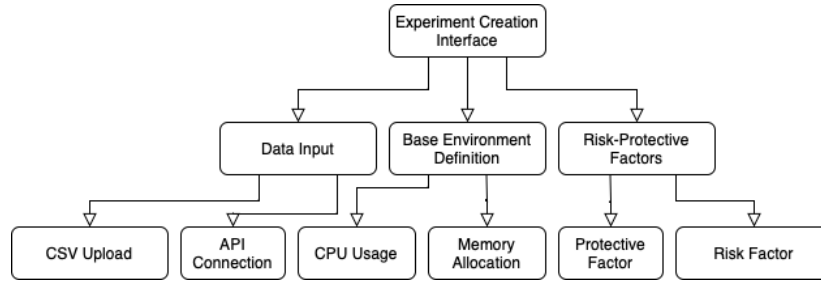 Experiment Creation
Interface
Data Input
Base Environment
Definition
Risk-Protective
Factors
CSV Upload
API
Connection
CPU Usage
Memory
Allocation
Protective
Factor
Risk Factor